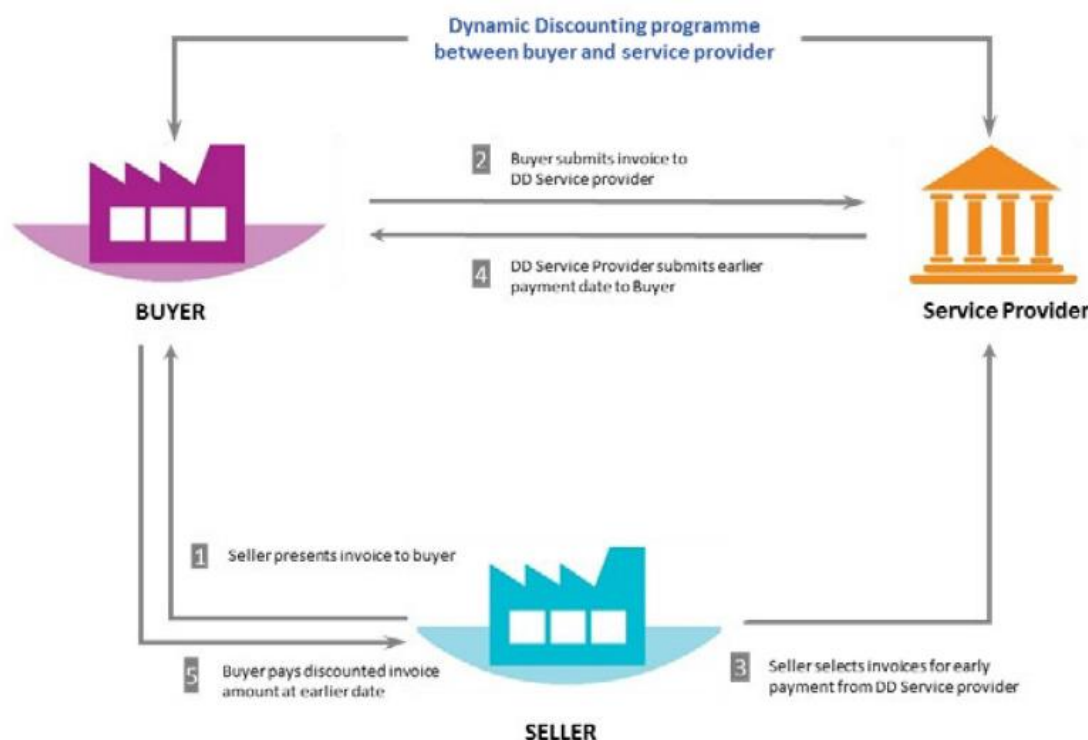 Dynamic Discounting programme
between buyer and service provider
2
Buyer submits invoice to
DD Service provider
4
DD Service Provider submits earlier
payment date to Buyer
BUYER
Service Provider
1
Seller presents invoice to buyer
5
Buyer pays discounted invoice
amount at earlier date
3
Seller selects invoices for early
payment from DD Service provider
SELLER